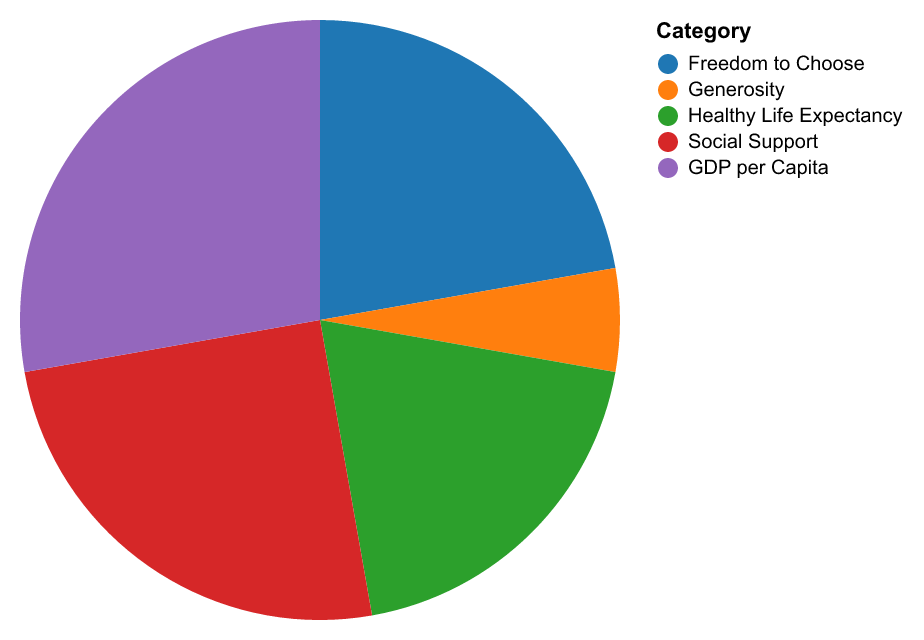 Category
Freedom to Choose
Generosity
Healthy Life Expectancy
Social Support
GDP per Capita